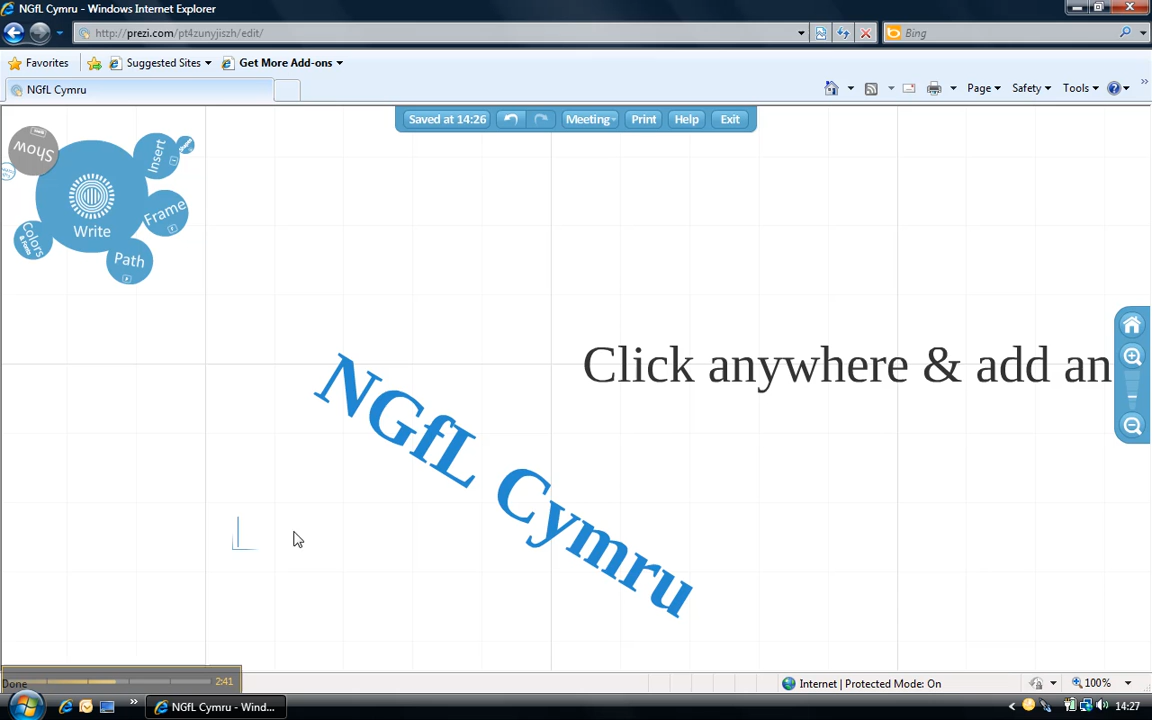 NGfL Cymru - Windows Internet Explorer
http://prezi.com/pt4zunyjiszh/edit/
Bing
Favorites
Suggested Sites
Get More Add-ons
NGfL Cymru
Page
Safety
Tools
Saved at 14:26
Meeting
Print
Help
Exit
Show
Insert
Frame
Write
Colors
& Fonts
Path
Click anywhere & add an
NGfL Cymru
Done
2:41
Internet | Protected Mode: On
100%
NGfL Cymru - Wind...
14:27